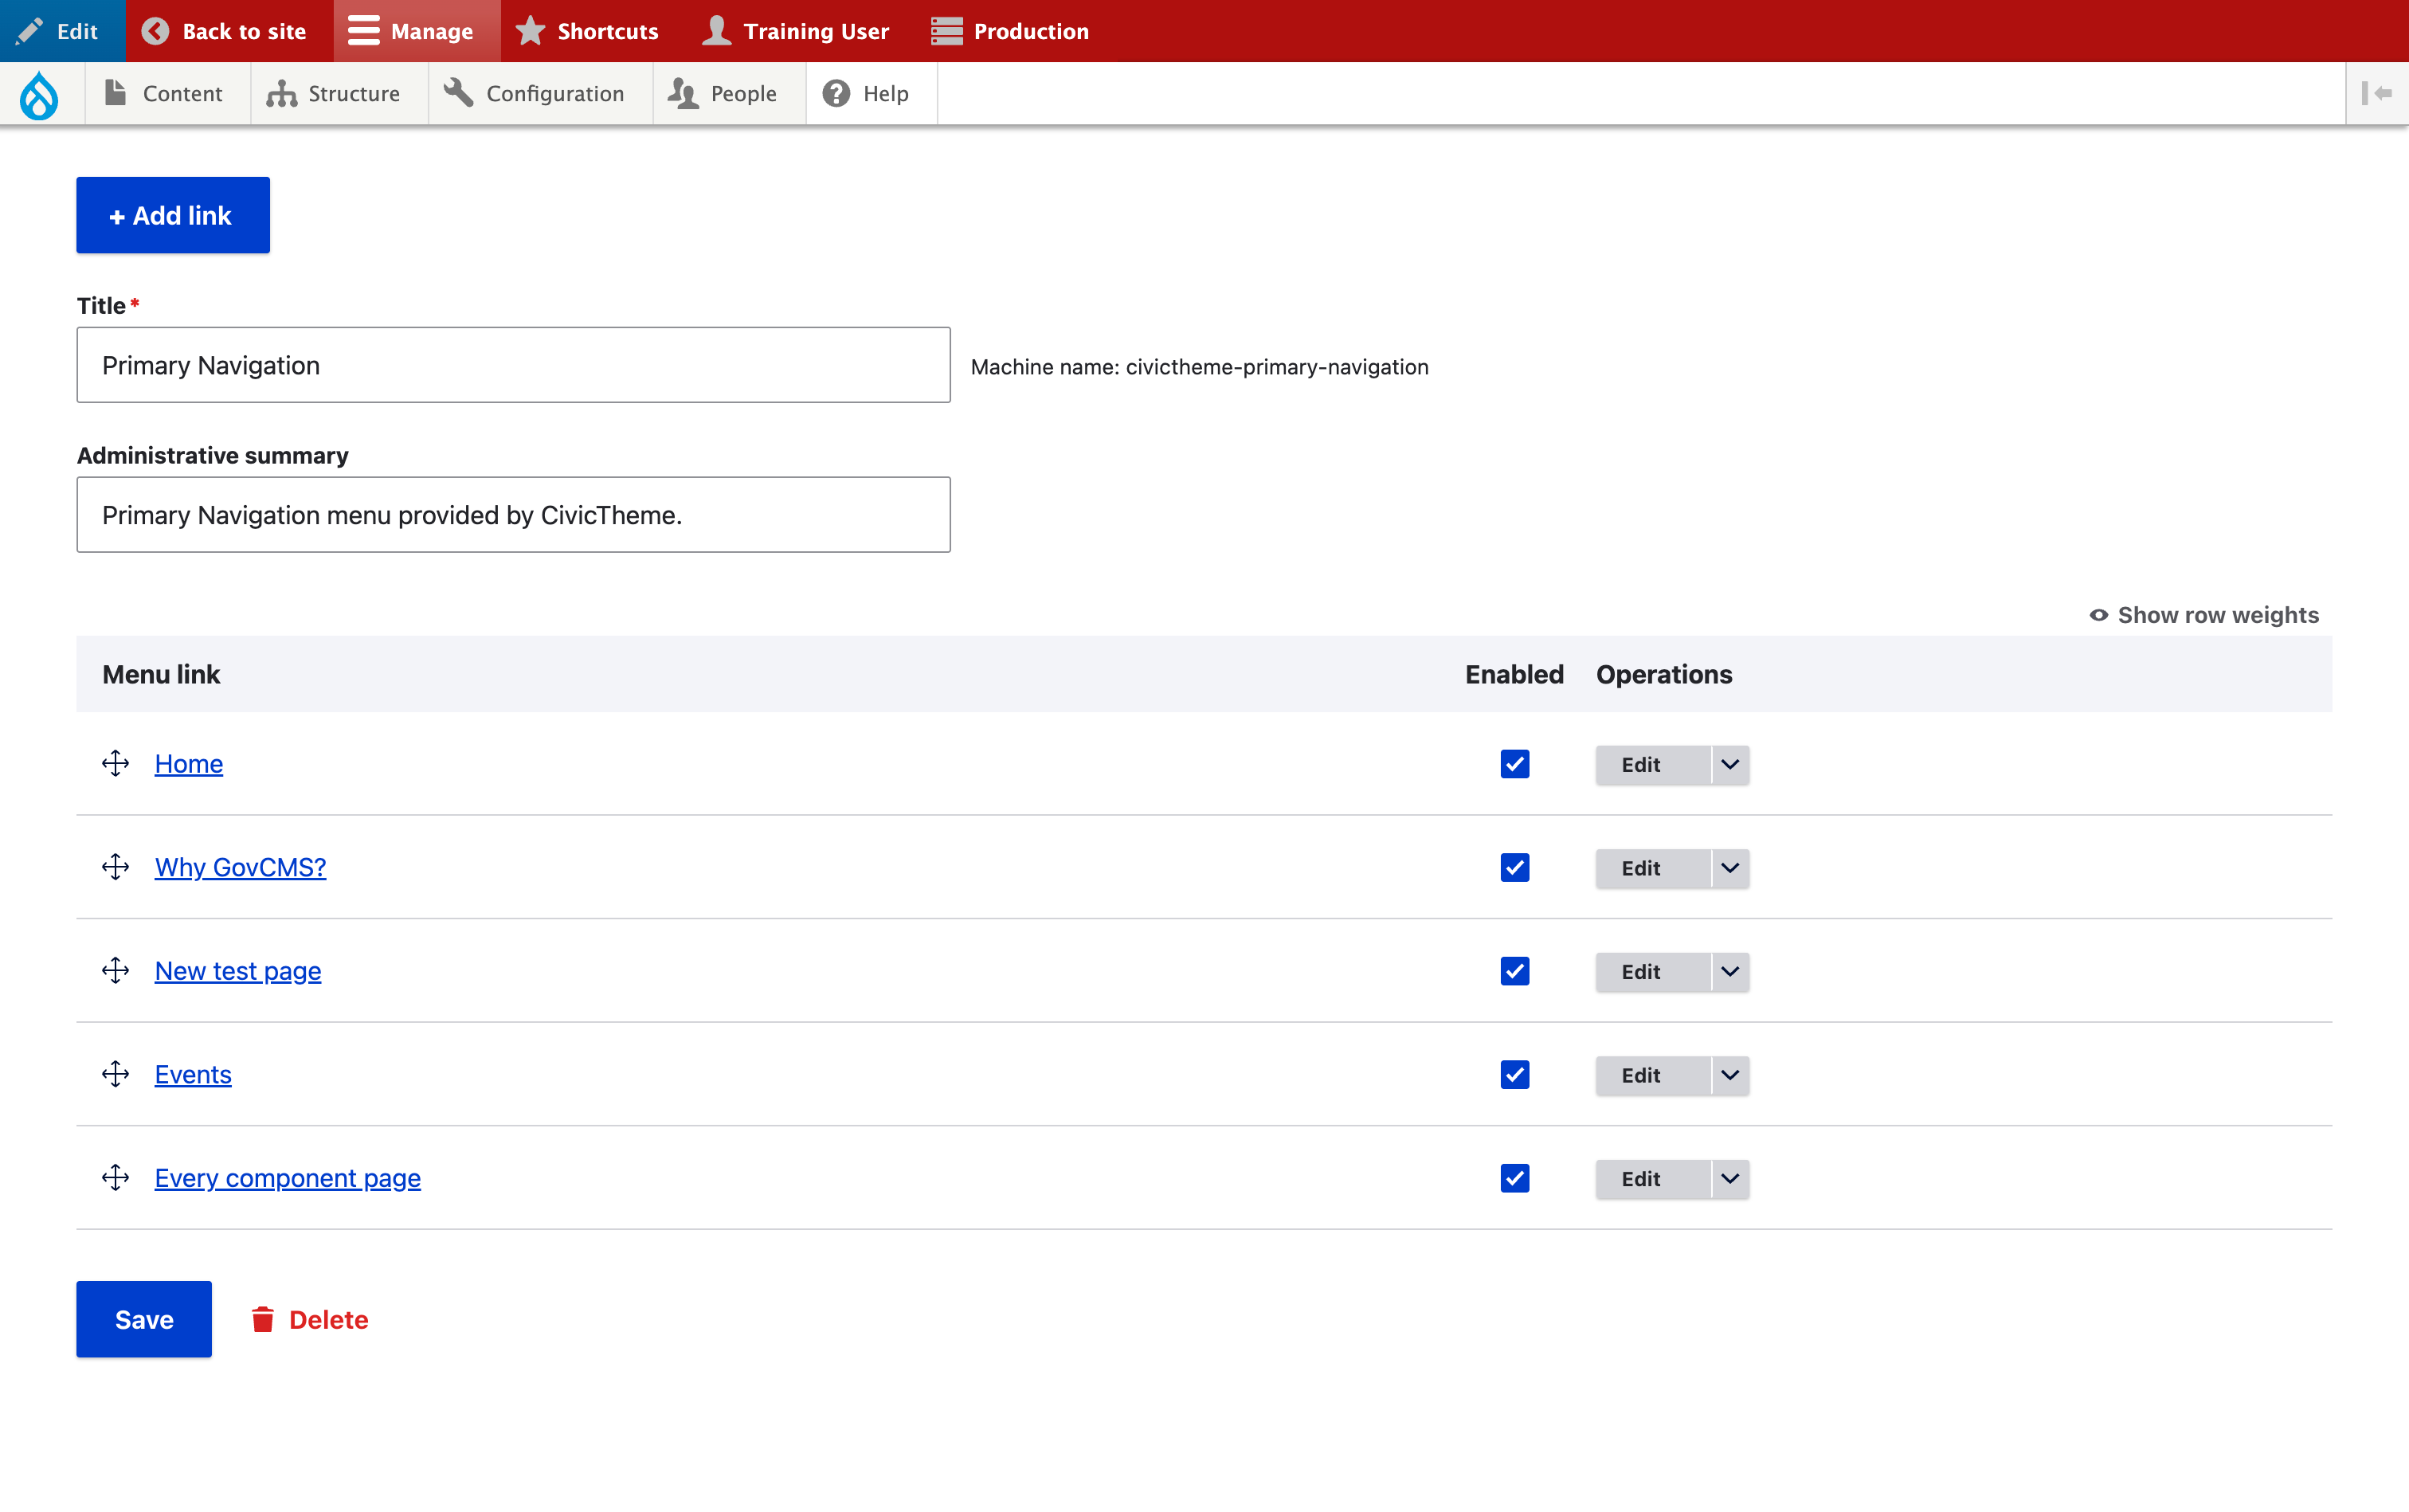 Edit Back to site Manage Shortcuts Training User Production
Content Structure Configuration People Help
+ Add link
Title*
Primary Navigation
Machine name: civictheme-primary-navigation
Administrative summary
Primary Navigation menu provided by CivicTheme.
Show row weights
Menu link Enabled Operations
Home Edit
Why GovCMS? Edit
New test page Edit
Events Edit
Every component page Edit
Save Delete